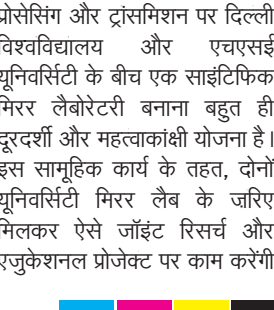 प्रोसेसिंग और ट्रांसमिशन पर दिल्ली
विश्वविद्यालय और एचएसई
यूनिवर्सिटी के बीच एक साइंटिफिक
मिरर लैबोरेटरी बनाना बहुत ही
दूरदर्शी और महत्वाकांक्षी योजना है।
इस सामूहिक कार्य के तहत, दोनों
यूनिवर्सिटी मिरर लैब के जरिए
मिलकर ऐसे जॉइंट रिसर्च और
एजुकेशनल प्रोजेक्ट पर काम करेंगी